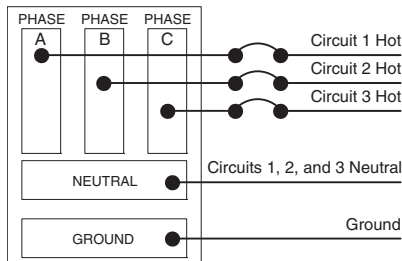 PHASE PHASE PHASE
A B C
Circuit 1 Hot
Circuit 2 Hot
Circuit 3 Hot
NEUTRAL
Circuits 1, 2, and 3 Neutral
GROUND
Ground